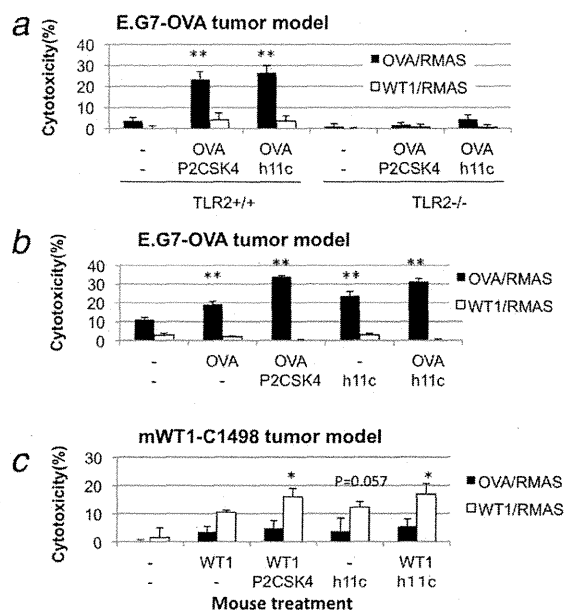 a E.G7-OVA tumor model
Cytotoxicity(%)
40
30
20
10
0
** **
OVA/RMAS
WT1/RMAS
- OVA OVA - OVA OVA
P2CSK4 h11c P2CSK4 h11c
TLR2+/+ TLR2-/-
b E.G7-OVA tumor model
Cytotoxicity(%)
40
30
20
10
0
** ** ** **
OVA/RMAS
WT1/RMAS
- OVA OVA - OVA
- - P2CSK4 h11c h11c
c mWT1-C1498 tumor model
Cytotoxicity(%)
30
20
10
0
* P=0.057 *
OVA/RMAS
WT1/RMAS
- WT1 WT1 - WT1
- - P2CSK4 h11c h11c
Mouse treatment